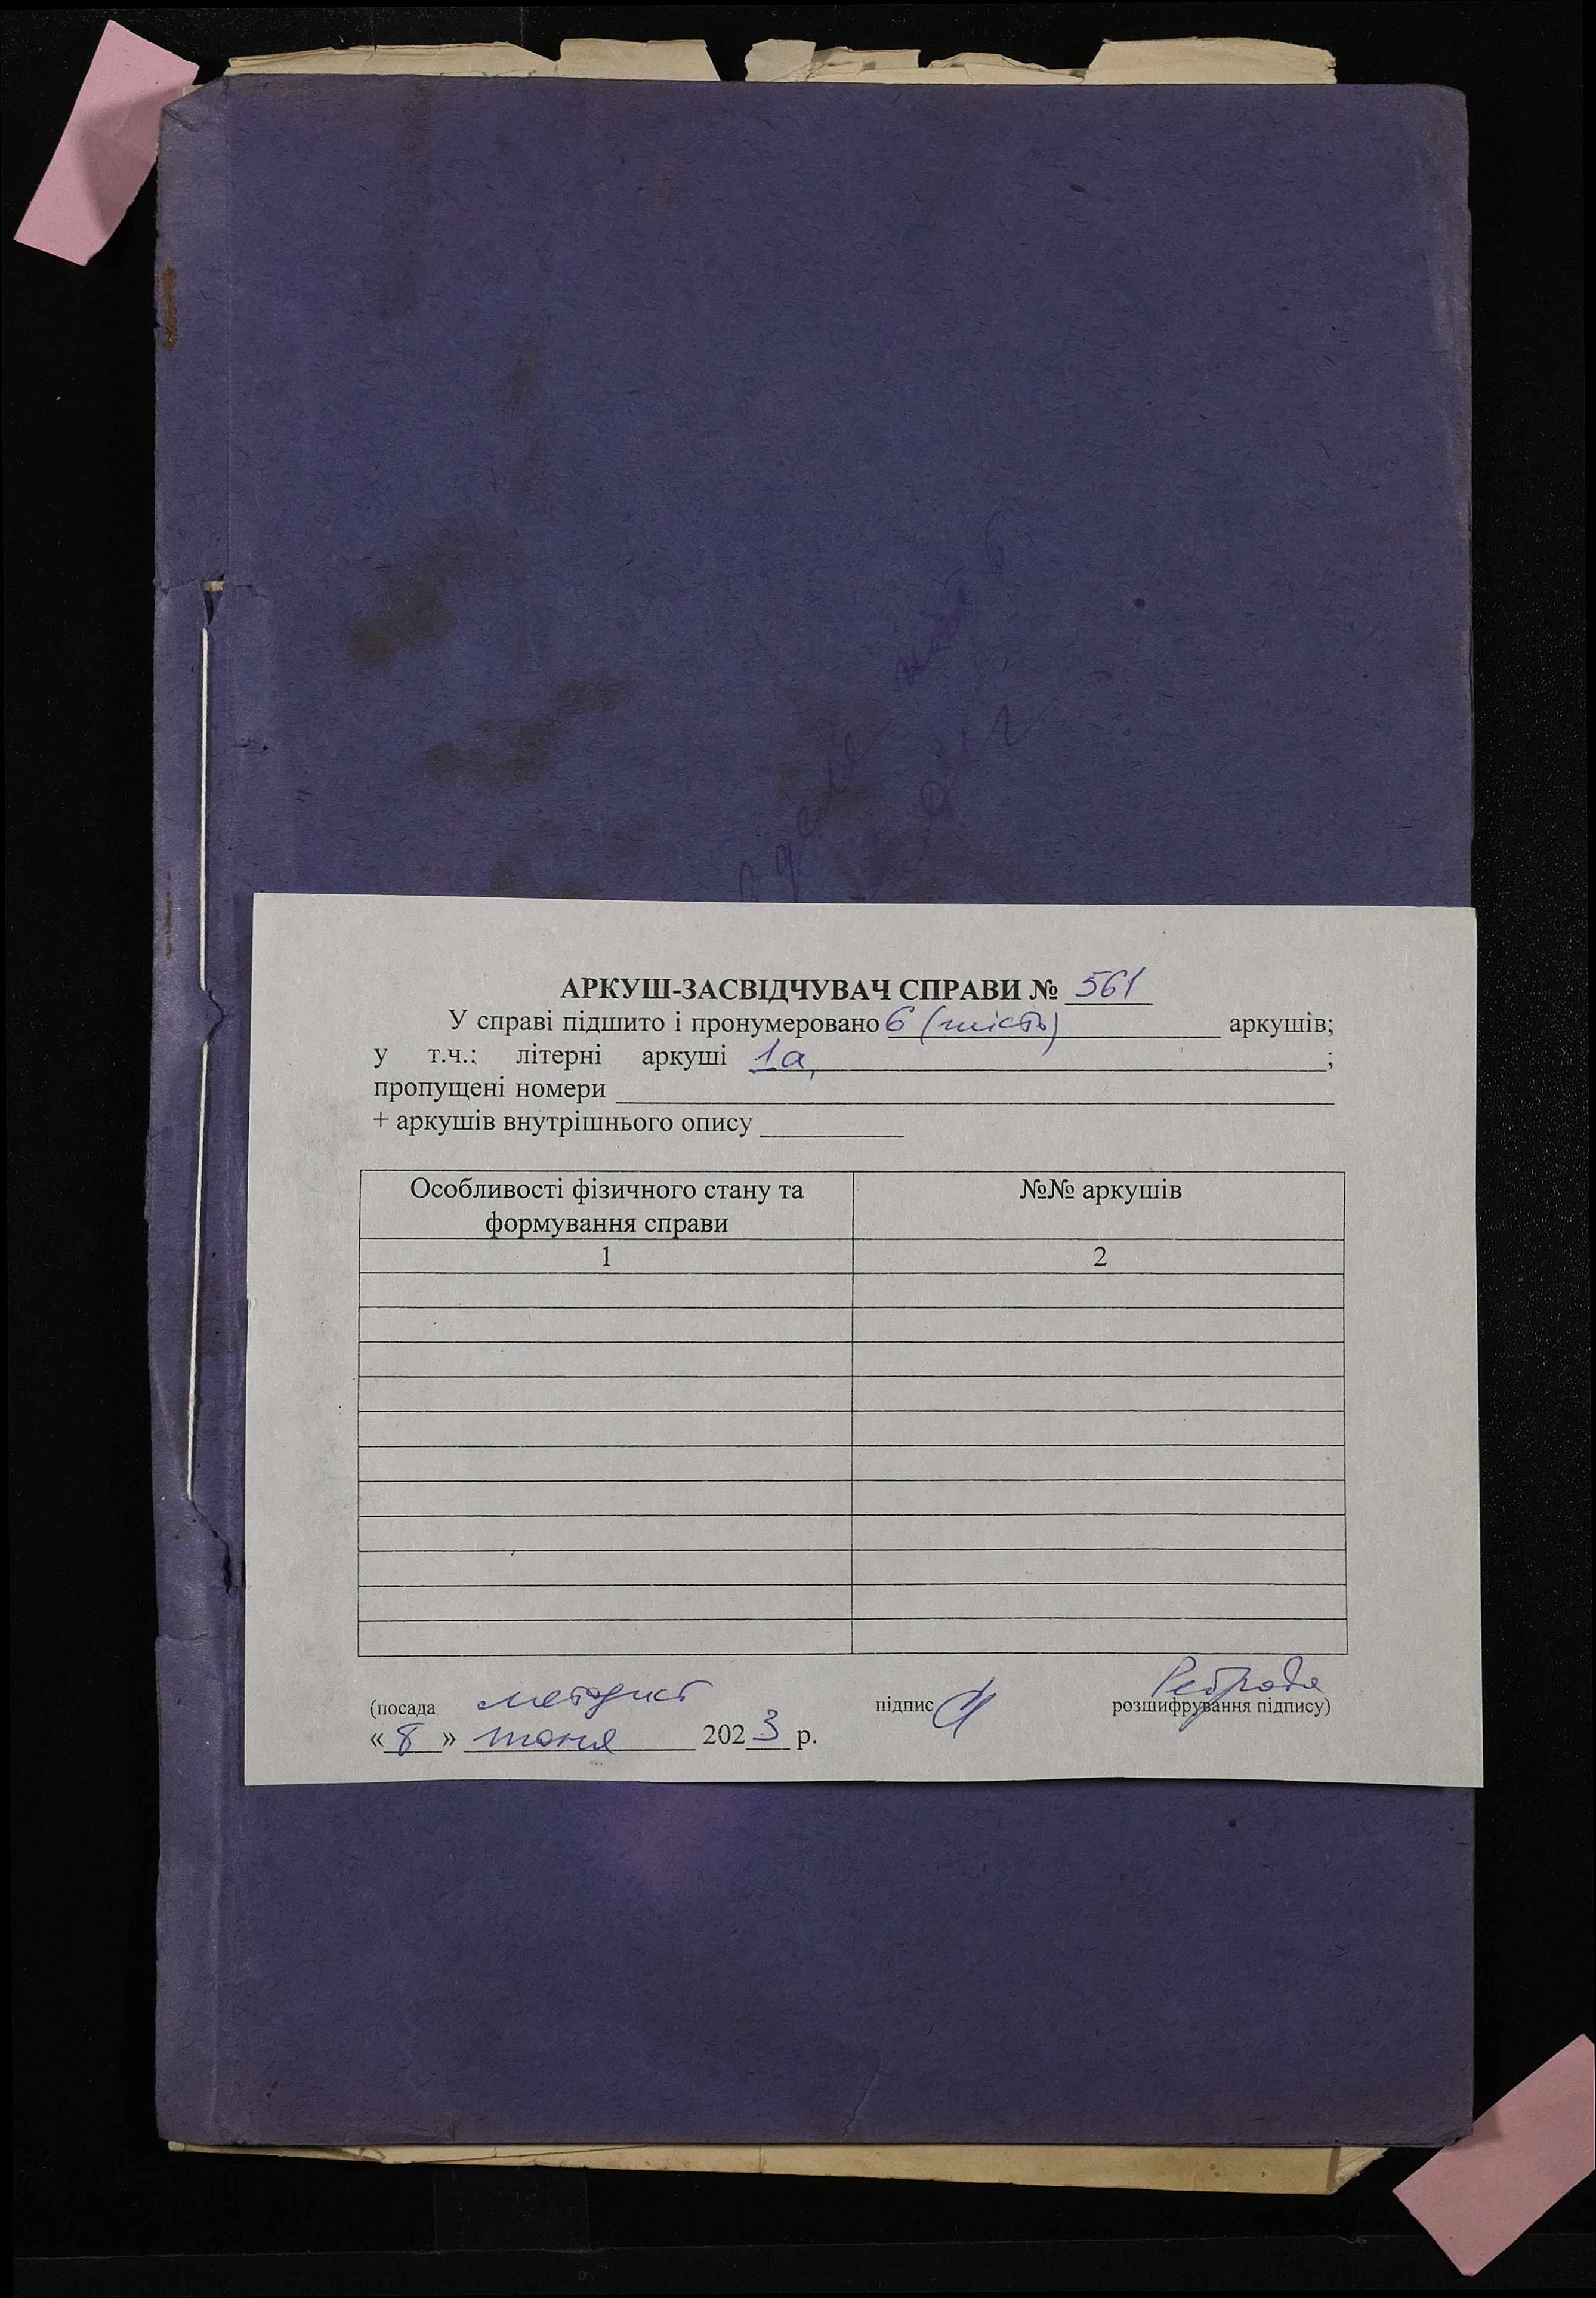 АРКУШ-ЗАСВІДЧУВАЧ СПРАВИ № 561
У справі підшито і пронумеровано 6 (шість) аркушів;
у т.ч.: літерні аркуші 1а, ;
пропущені номери
+ аркушів внутрішнього опису
Особливості фізичного стану та формування справи
№№ аркушів
1 2
(посада методист підпис розшифрування підпису)
« 8 » липня 2023 р.